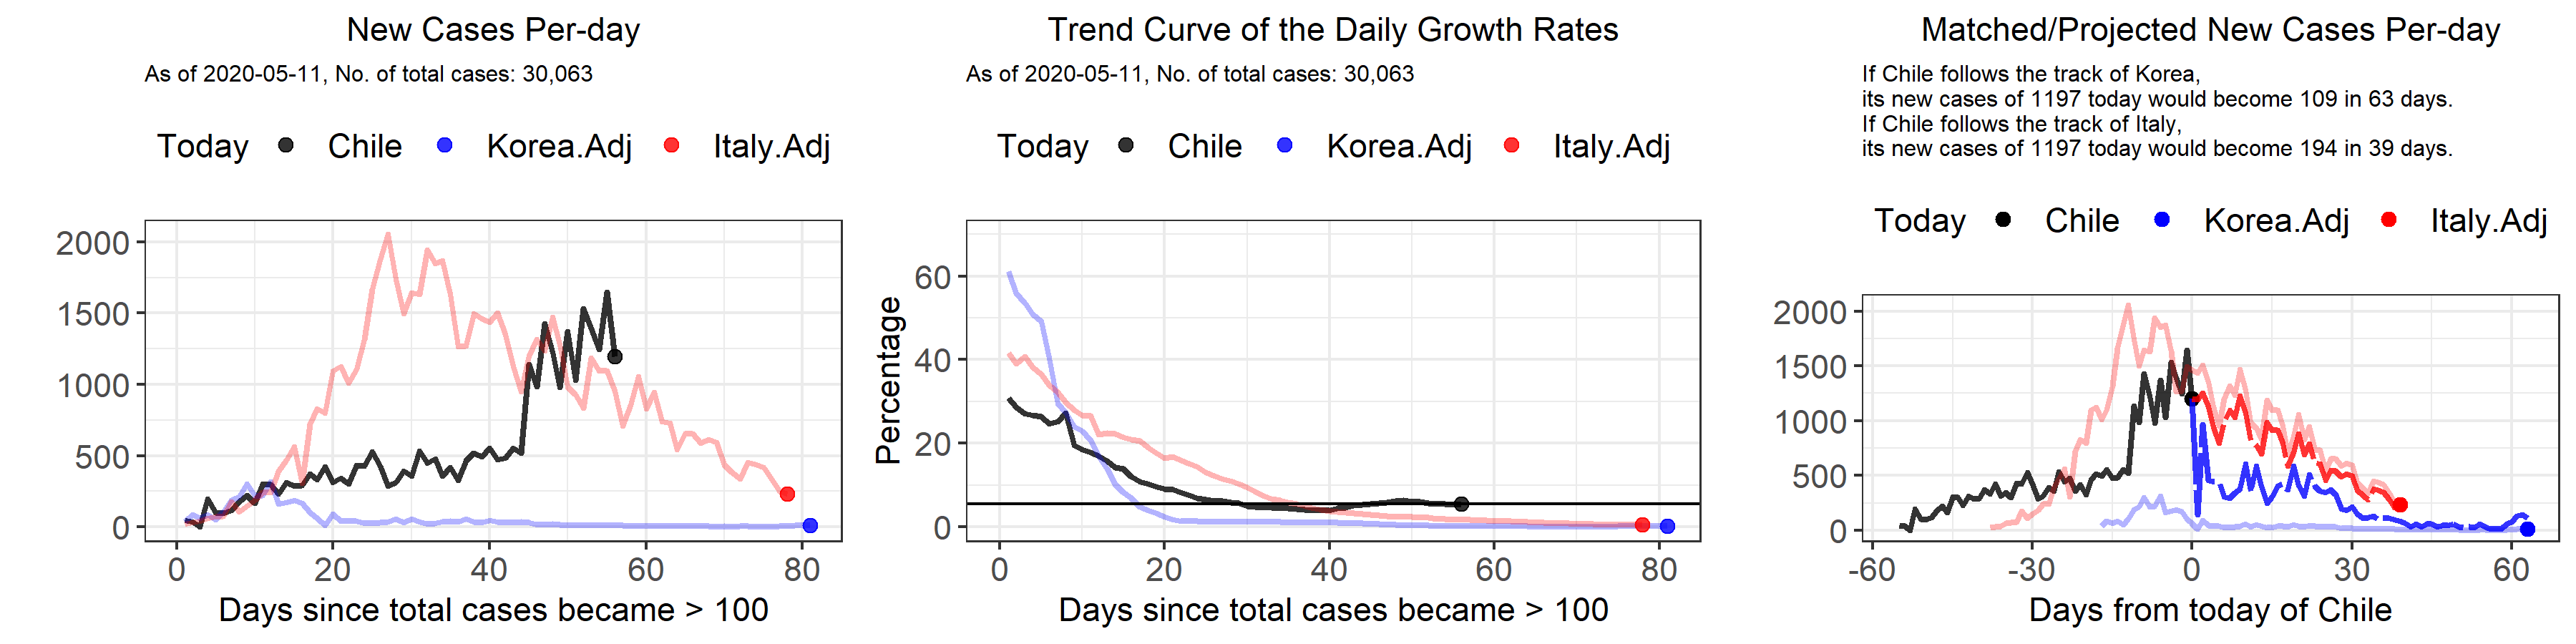 New Cases Per-day
As of 2020-05-11, No. of total cases: 30,063
Today Chile Korea.Adj Italy.Adj
2000
1500
1000
500
0
0 20 40 60 80
Days since total cases became > 100
Trend Curve of the Daily Growth Rates
As of 2020-05-11, No. of total cases: 30,063
Today Chile Korea.Adj Italy.Adj
Percentage
60
40
20
0
0 20 40 60 80
Days since total cases became > 100
Matched/Projected New Cases Per-day
If Chile follows the track of Korea,
its new cases of 1197 today would become 109 in 63 days.
If Chile follows the track of Italy,
its new cases of 1197 today would become 194 in 39 days.
Today Chile Korea.Adj Italy.Adj
2000
1500
1000
500
0
-60 -30 0 30 60
Days from today of Chile